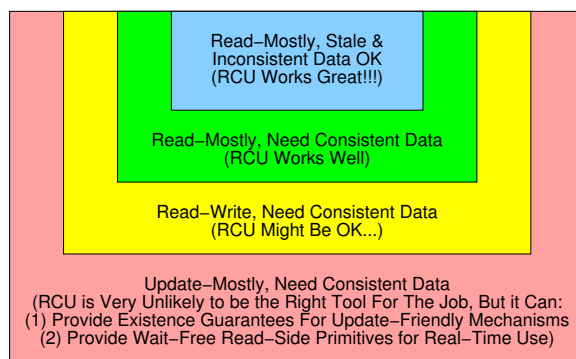 Read−Mostly, Stale &
Inconsistent Data OK
(RCU Works Great!!!)
Read−Mostly, Need Consistent Data
(RCU Works Well)
Read−Write, Need Consistent Data
(RCU Might Be OK...)
Update−Mostly, Need Consistent Data
(RCU is Very Unlikely to be the Right Tool For The Job, But it Can:
(1) Provide Existence Guarantees For Update−Friendly Mechanisms
(2) Provide Wait−Free Read−Side Primitives for Real−Time Use)